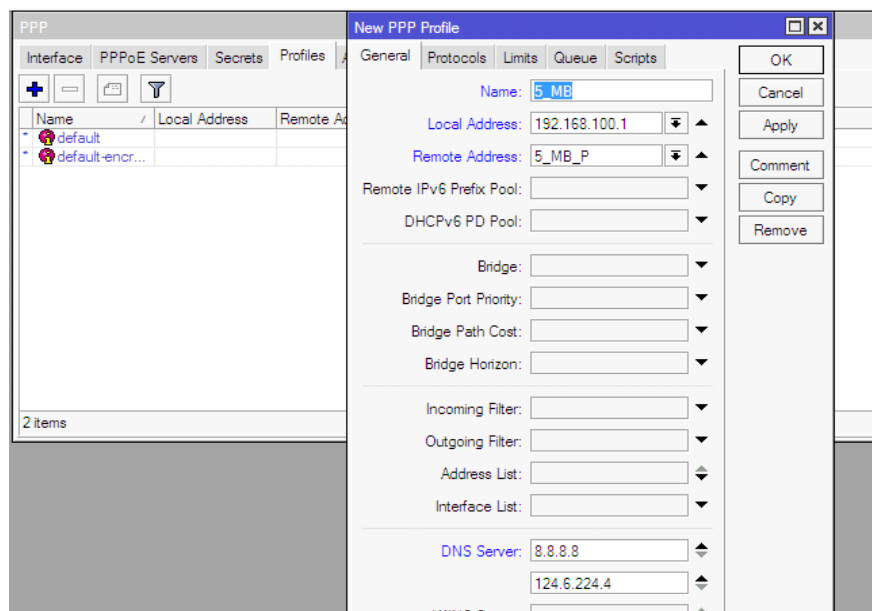 PPP
Interface PPPoE Servers Secrets Profiles
Name Local Address Remote Ad
* default
* default-encr...
2 items
New PPP Profile
General Protocols Limits Queue Scripts
Name: 5_MB
Local Address: 192.168.100.1
Remote Address: 5_MB_P
Remote IPv6 Prefix Pool:
DHCPv6 PD Pool:
Bridge:
Bridge Port Priority:
Bridge Path Cost:
Bridge Horizon:
Incoming Filter:
Outgoing Filter:
Address List:
Interface List:
DNS Server: 8.8.8.8
124.6.224.4
OK
Cancel
Apply
Comment
Copy
Remove